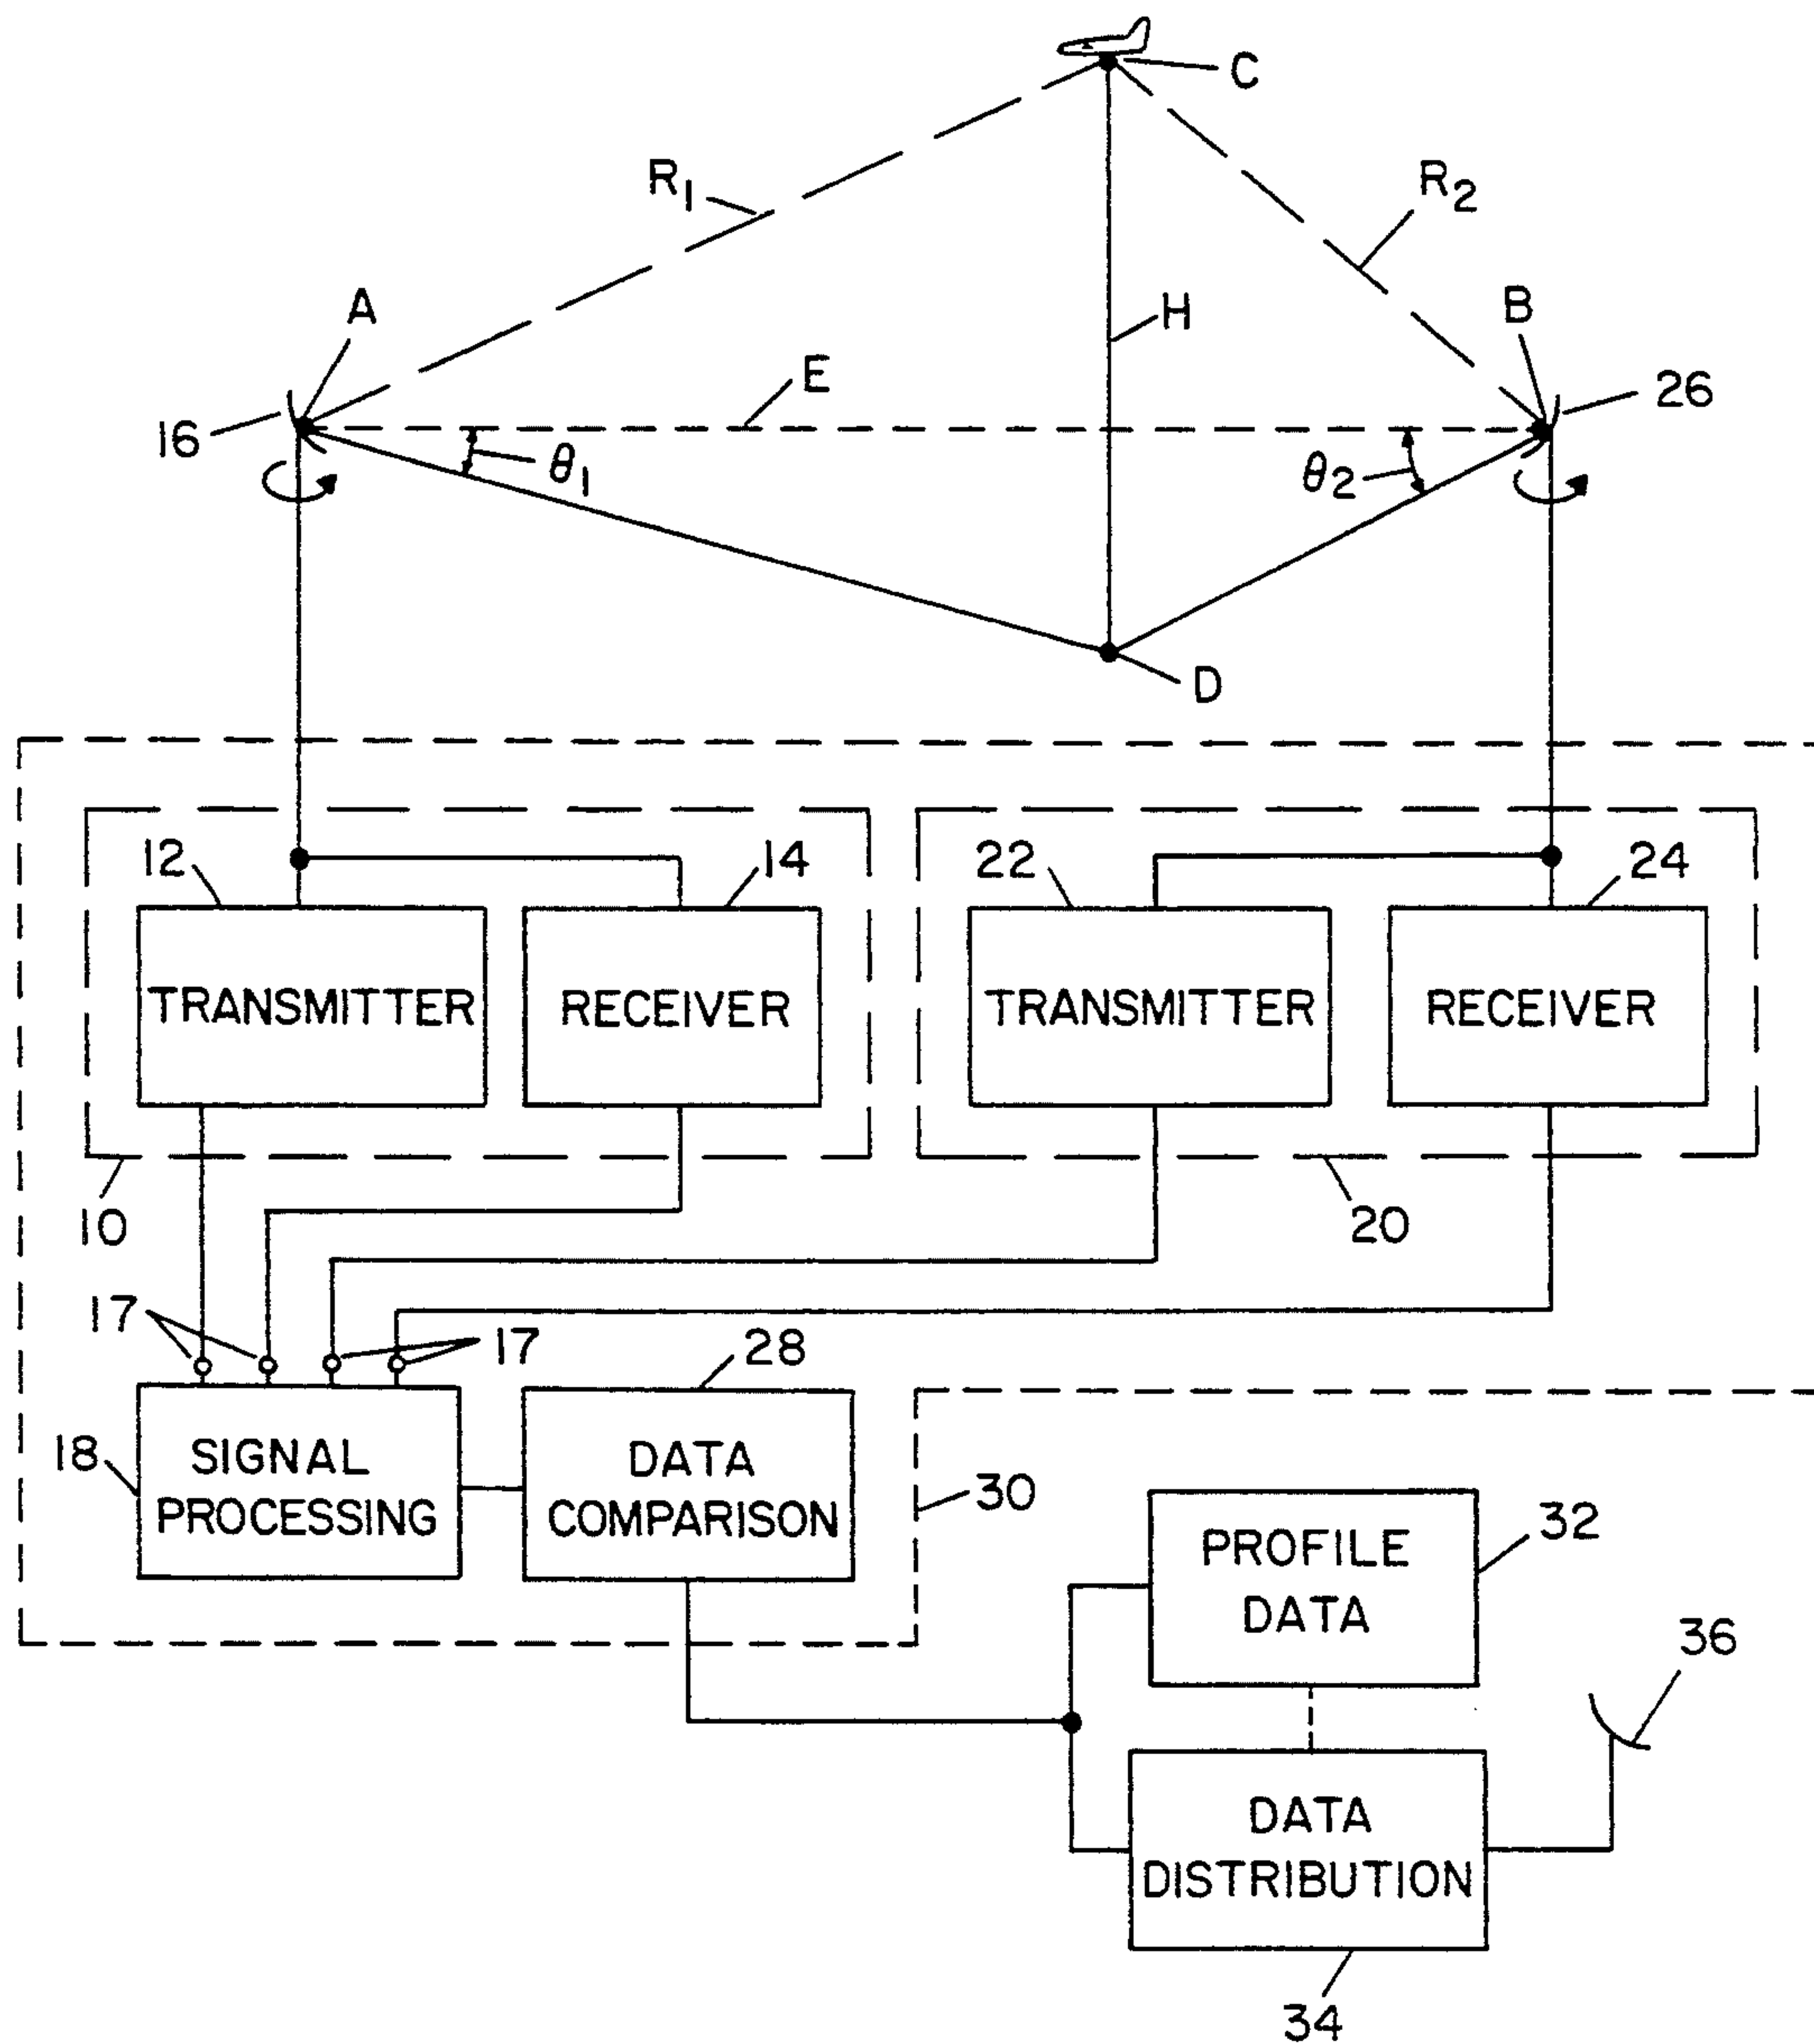 C
R1
R2
A
H
B
E
26
16
θ1
θ2
D
12
14
22
24
TRANSMITTER
RECEIVER
TRANSMITTER
RECEIVER
10
20
17
17
28
18
SIGNAL
PROCESSING
DATA
COMPARISON
30
PROFILE
DATA
32
36
DATA
DISTRIBUTION
34